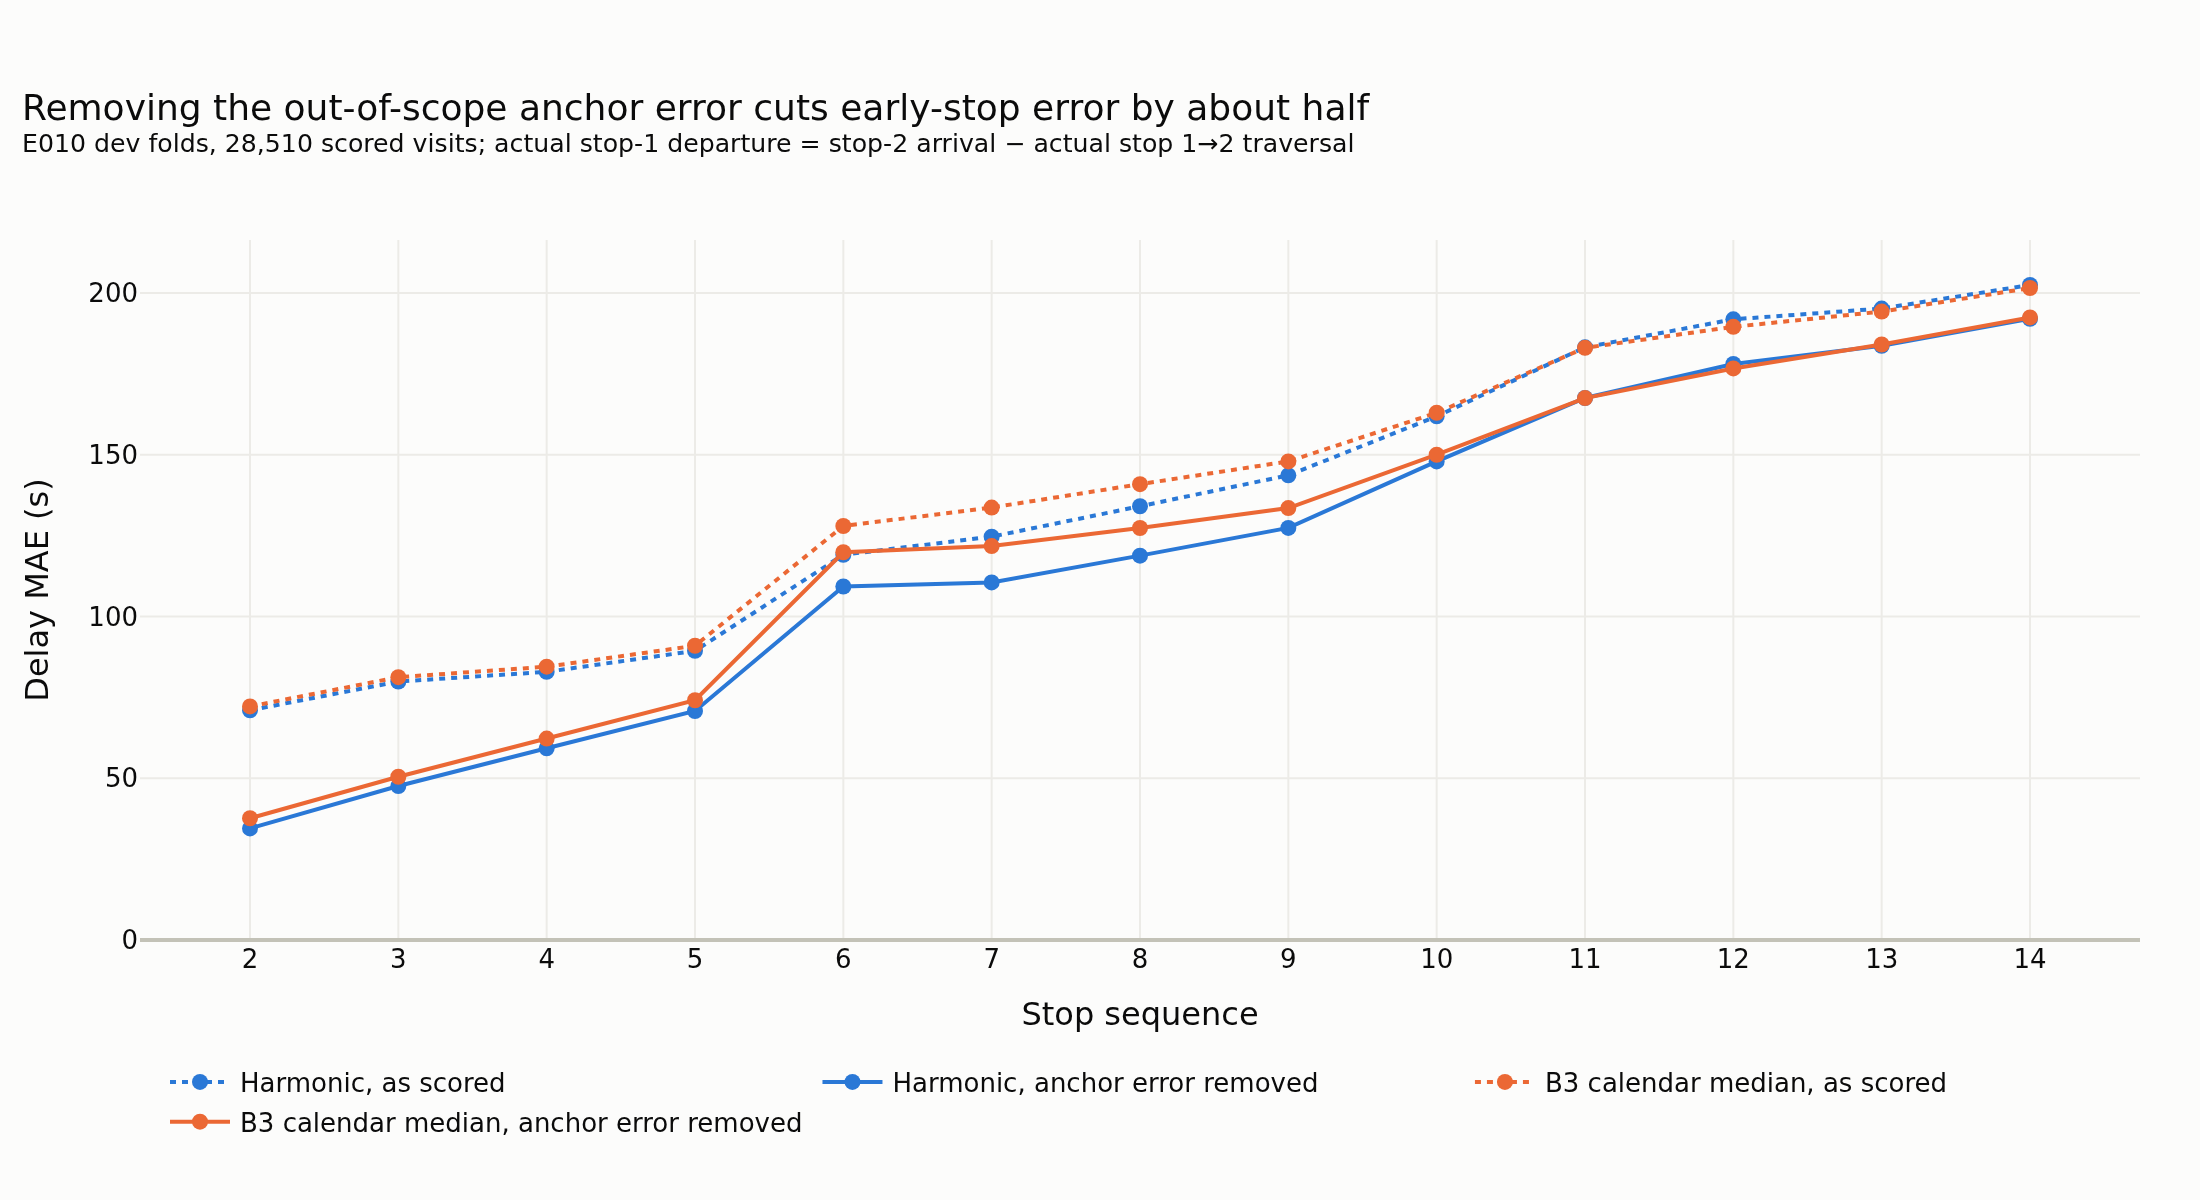 Removing the out-of-scope anchor error cuts early-stop error by about half
E010 dev folds, 28,510 scored visits; actual stop-1 departure = stop-2 arrival − actual stop 1→2 traversal
Delay MAE (s)
200
150
100
50
0
2 3 4 5 6 7 8 9 10 11 12 13 14
Stop sequence
Harmonic, as scored Harmonic, anchor error removed B3 calendar median, as scored
B3 calendar median, anchor error removed